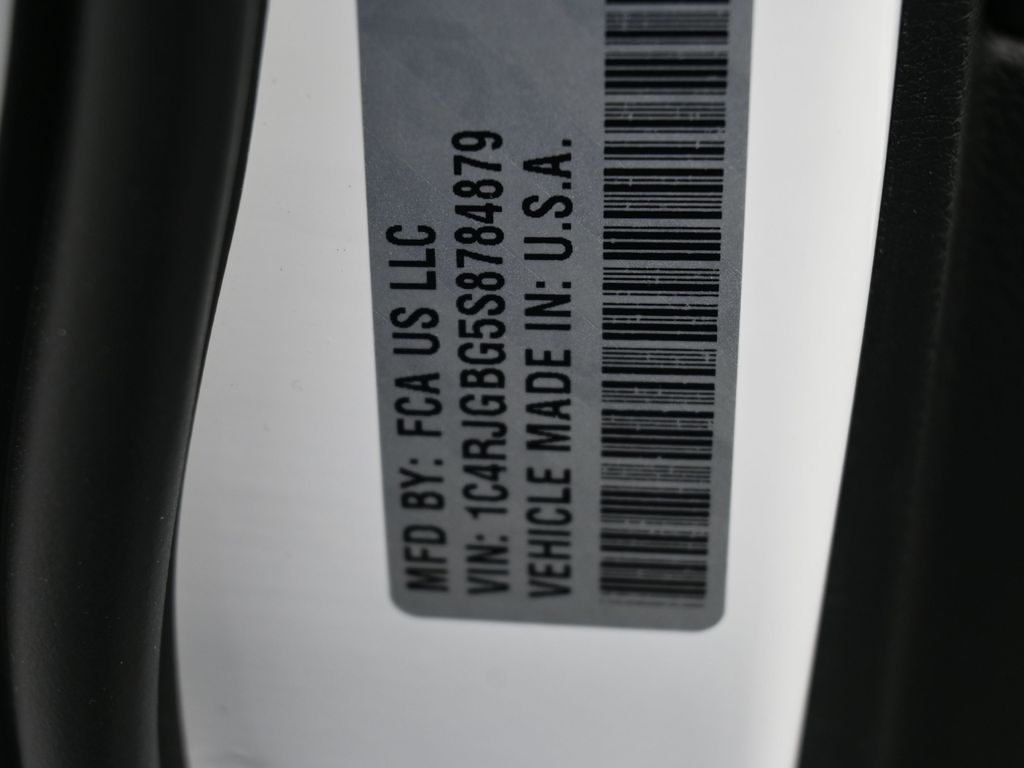 MFD BY: FCA US LLC
VIN: 1C4RJGBG5S8784879
VEHICLE MADE IN: U.S.A.